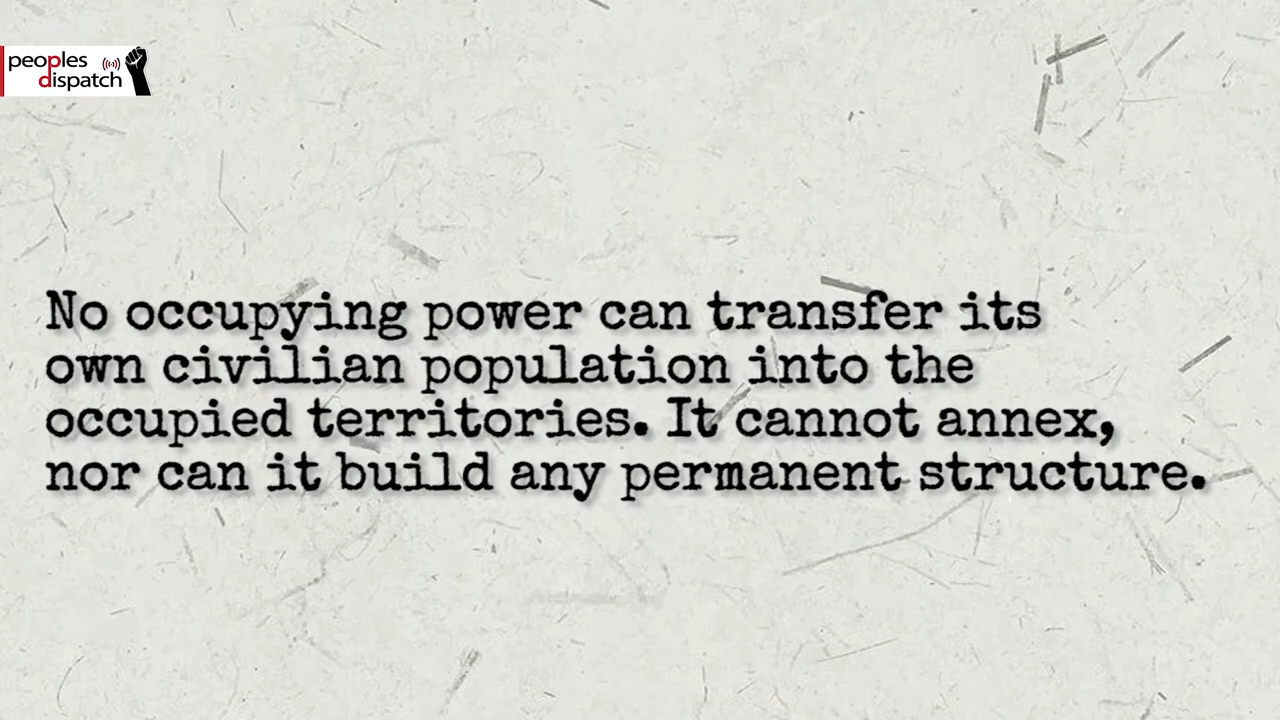 peoples
dispatch
No occupying power can transfer its
own civilian population into the
occupied territories. It cannot annex,
nor can it build any permanent structure.